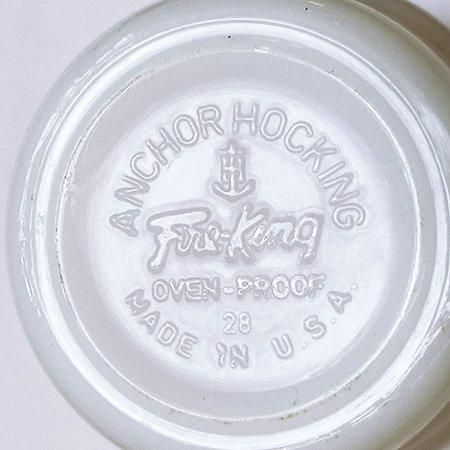 ANCHOR HOCKING
Fire-King
OVEN-PROOF
28
MADE IN U.S.A.